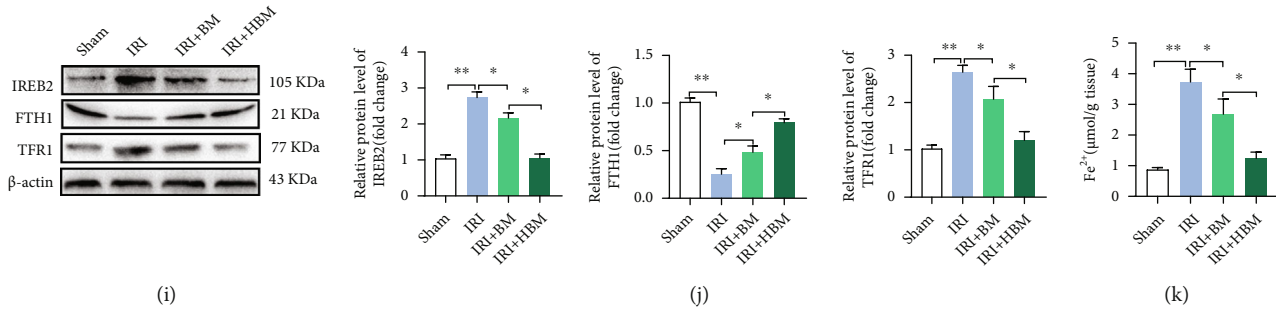 Sham
IRI
IRI+BM
IRI+HBM
IREB2
105 KDa
FTH1
21 KDa
TFR1
77 KDa
β-actin
43 KDa
(i)
Relative protein level of
IREB2(fold change)
4
3
2
1
0
**
*
*
Sham
IRI
IRI+BM
IRI+HBM
Relative protein level of
FTH1(fold change)
1.5
1.0
0.5
0.0
**
*
*
Sham
IRI
IRI+BM
IRI+HBM
(j)
Relative protein level of
TFR1(fold change)
3
2
1
0
**
*
*
Sham
IRI
IRI+BM
IRI+HBM
Fe²⁺(μmol/g tissue)
5
4
3
2
1
0
**
*
*
Sham
IRI
IRI+BM
IRI+HBM
(k)